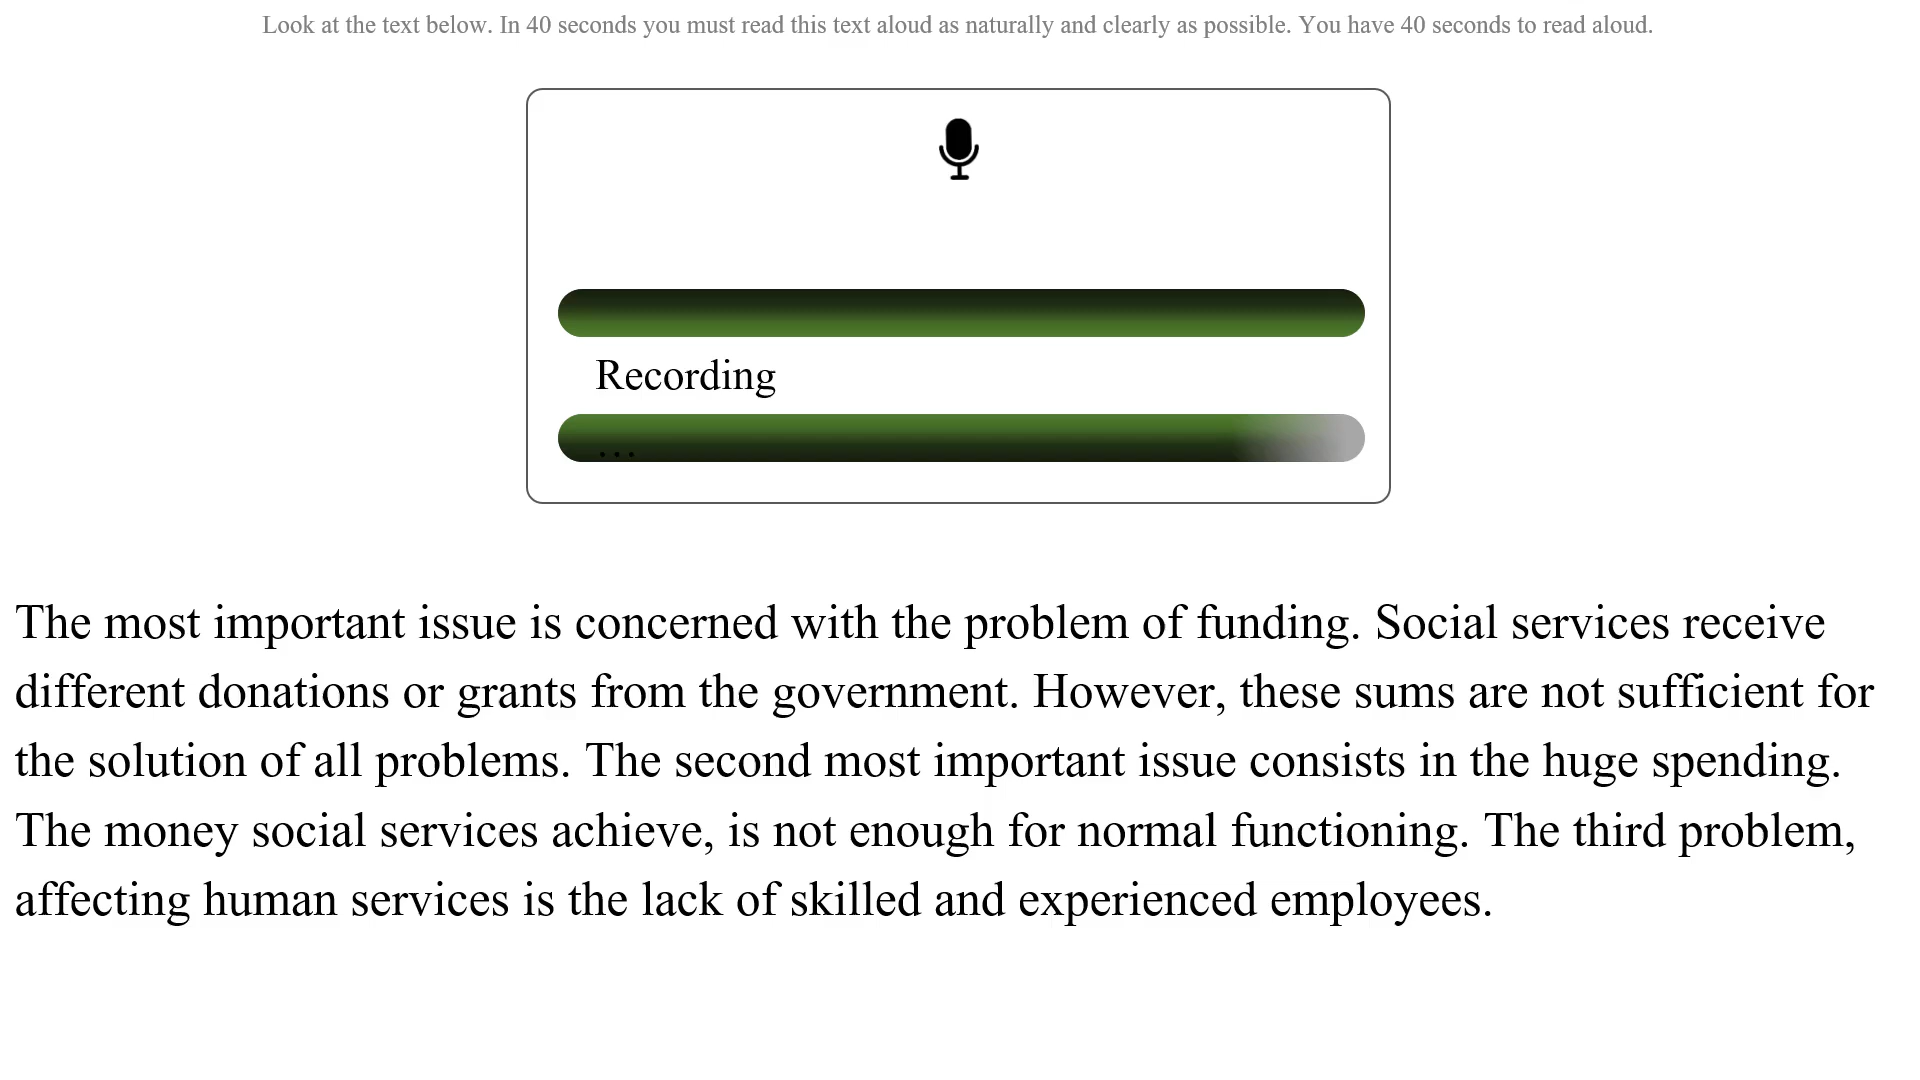 Look at the text below. In 40 seconds you must read this text aloud as naturally and clearly as possible. You have 40 seconds to read aloud.
Recording
...
The most important issue is concerned with the problem of funding. Social services receive
different donations or grants from the government. However, these sums are not sufficient for
the solution of all problems. The second most important issue consists in the huge spending.
The money social services achieve, is not enough for normal functioning. The third problem,
affecting human services is the lack of skilled and experienced employees.